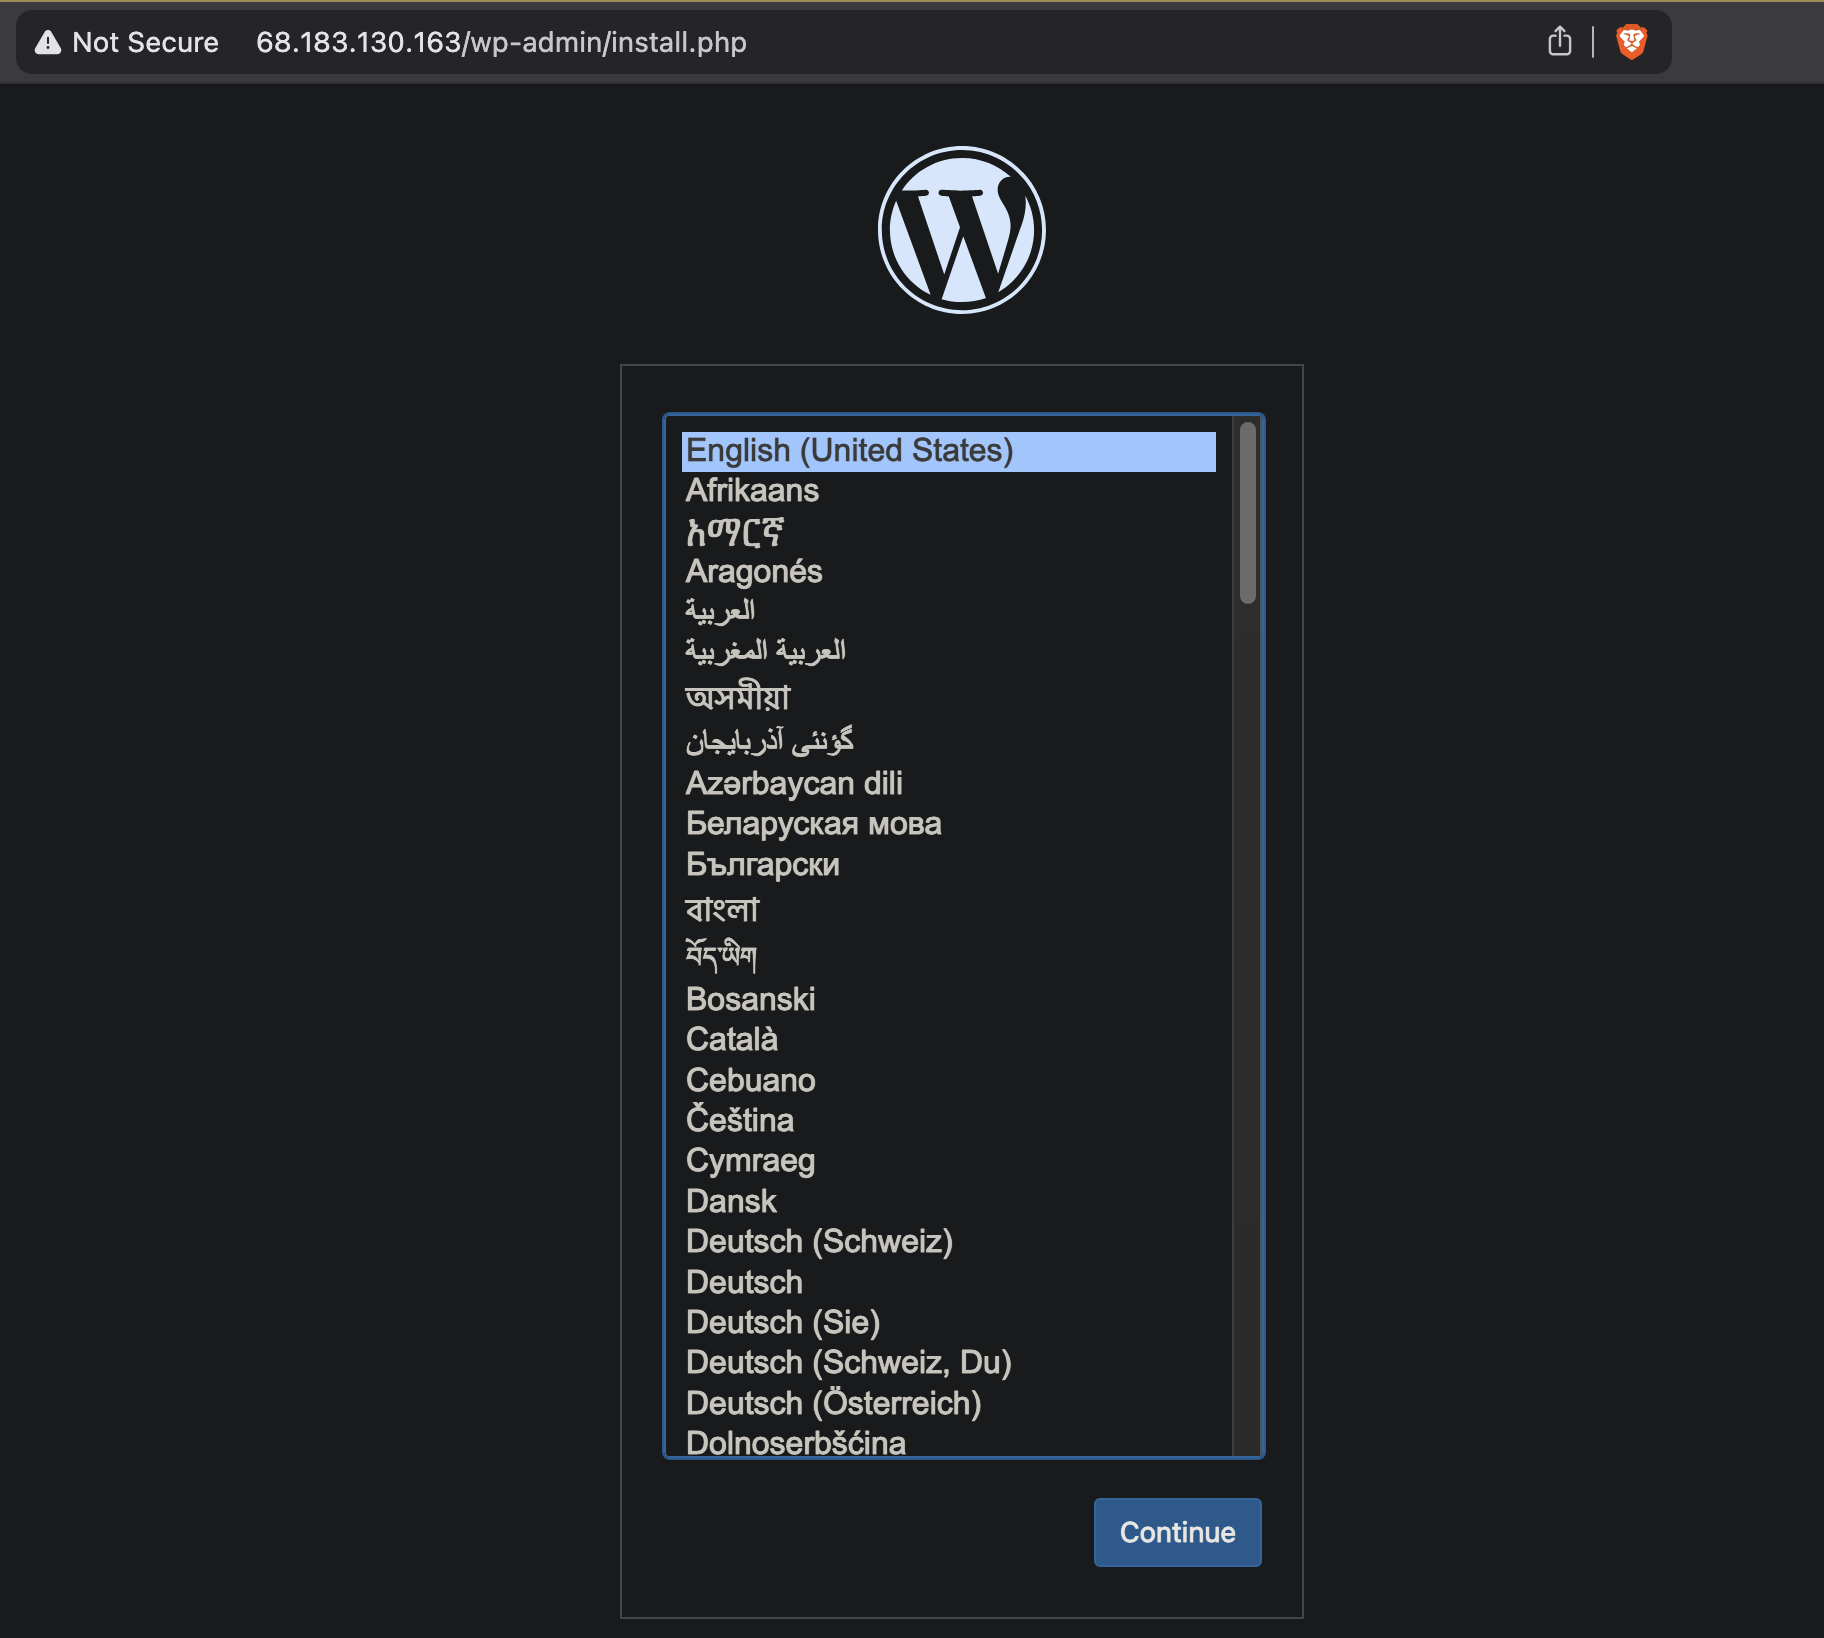 Not Secure 68.183.130.163/wp-admin/install.php
English (United States)
Afrikaans
አማርኛ
Aragonés
العربية
العربية المغربية
অসমীয়া
گؤنئی آذربایجان
Azərbaycan dili
Беларуская мова
Български
বাংলা
བོད་ཡིག
Bosanski
Català
Cebuano
Čeština
Cymraeg
Dansk
Deutsch (Schweiz)
Deutsch
Deutsch (Sie)
Deutsch (Schweiz, Du)
Deutsch (Österreich)
Dolnoserbšćina
Continue